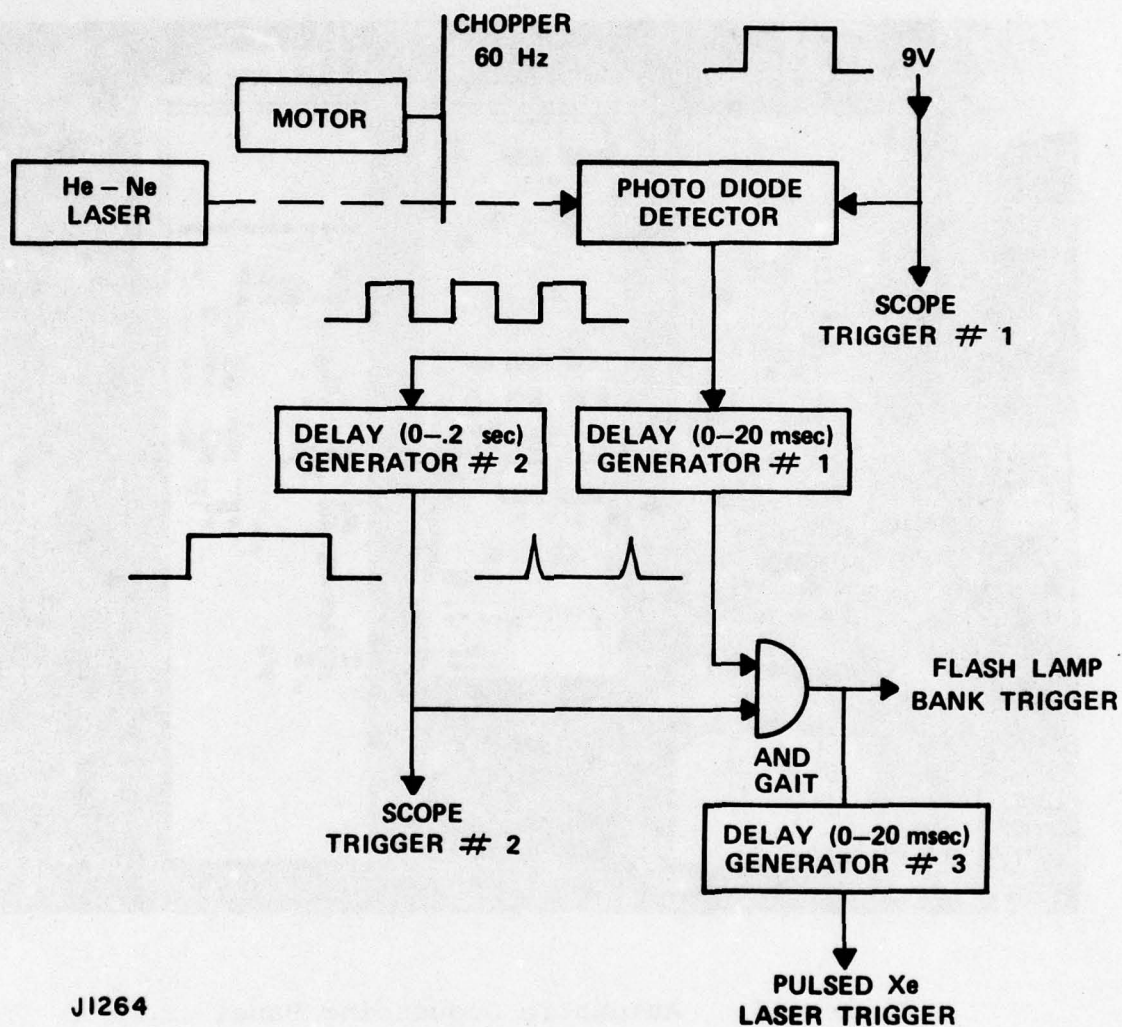 CHOPPER
60 Hz
9V
MOTOR
He – Ne
LASER
PHOTO DIODE
DETECTOR
SCOPE
TRIGGER # 1
DELAY (0–.2 sec)
GENERATOR # 2
DELAY (0–20 msec)
GENERATOR # 1
FLASH LAMP
BANK TRIGGER
AND
GAIT
SCOPE
TRIGGER # 2
DELAY (0–20 msec)
GENERATOR # 3
PULSED Xe
LASER TRIGGER
J1264